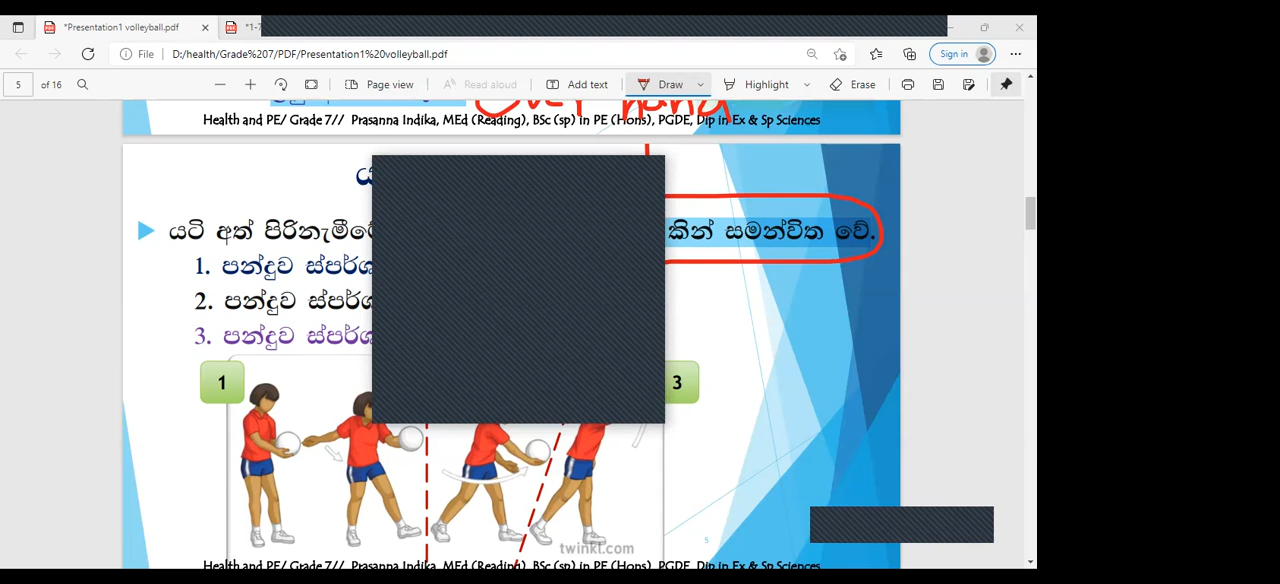 *Presentation1 volleyball.pdf
*1-7
File D:/health/Grade%207/PDF/Presentation1%20volleyball.pdf Sign in
5 of 16 Page view Read aloud Add text Draw Highlight Erase
Over hand
Health and PE/ Grade 7// Prasanna Indika, MEd (Reading), BSc (sp) in PE (Hons), PGDE, Dip in Ex & Sp Sciences
යටි අත් කින් සමන්විත වේ.
1. පන්දුව
2. පන්දුව
3. පන්දුව
1 3
twinkl.com
5
Health and PE/ Grade 7// Prasanna Indika, MEd (Reading), BSc (sp) in PE (Hons), PGDE, Dip in Ex & Sp Sciences